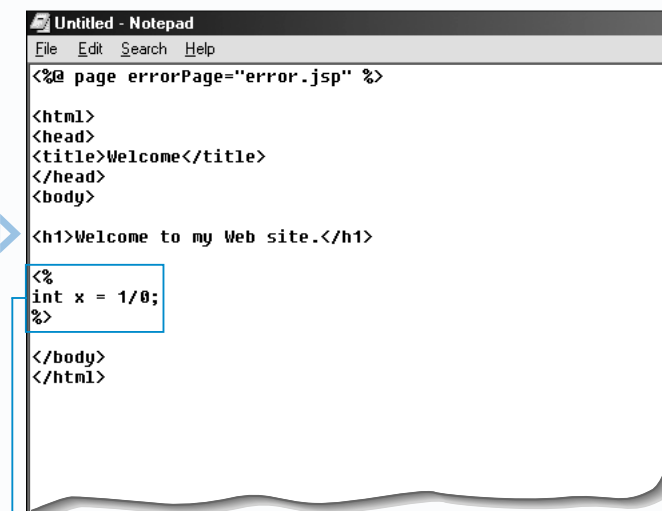 Untitled - Notepad
File Edit Search Help
<%@ page errorPage="error.jsp" %>
<html>
<head>
<title>Welcome</title>
</head>
<body>
<h1>Welcome to my Web site.</h1>
<%
int x = 1/0;
%>
</body>
</html>